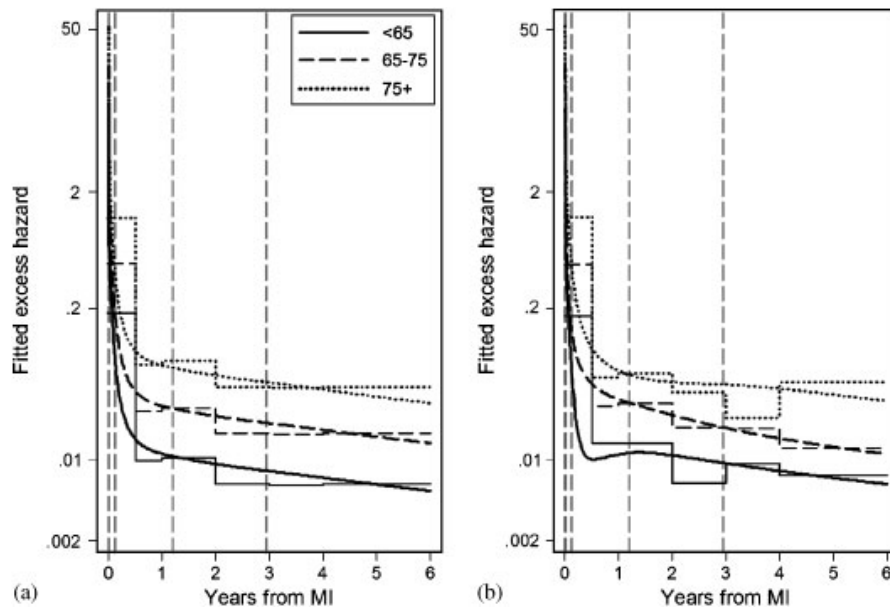 50
2
.2
.01
.002
Fitted excess hazard
<65
65-75
75+
0 1 2 3 4 5 6
Years from MI
(a)
50
2
.2
.01
.002
Fitted excess hazard
0 1 2 3 4 5 6
Years from MI
(b)